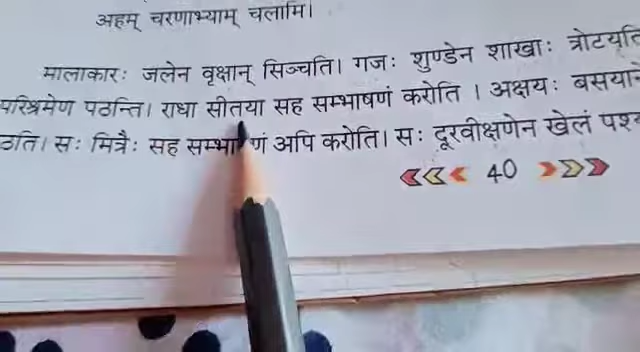 अहम् चरणाभ्याम् चलामि।
मालाकारः जलेन वृक्षान् सिञ्चति। गजः शुण्डेन शाखाः त्रोटयति
परिश्रमेण पठन्ति। राधा सीतया सह सम्भाषणं करोति । अक्षयः बसयाने
ठति। सः मित्रैः सह सम्भाषणं अपि करोति। सः दूरवीक्षणेन खेलं
40